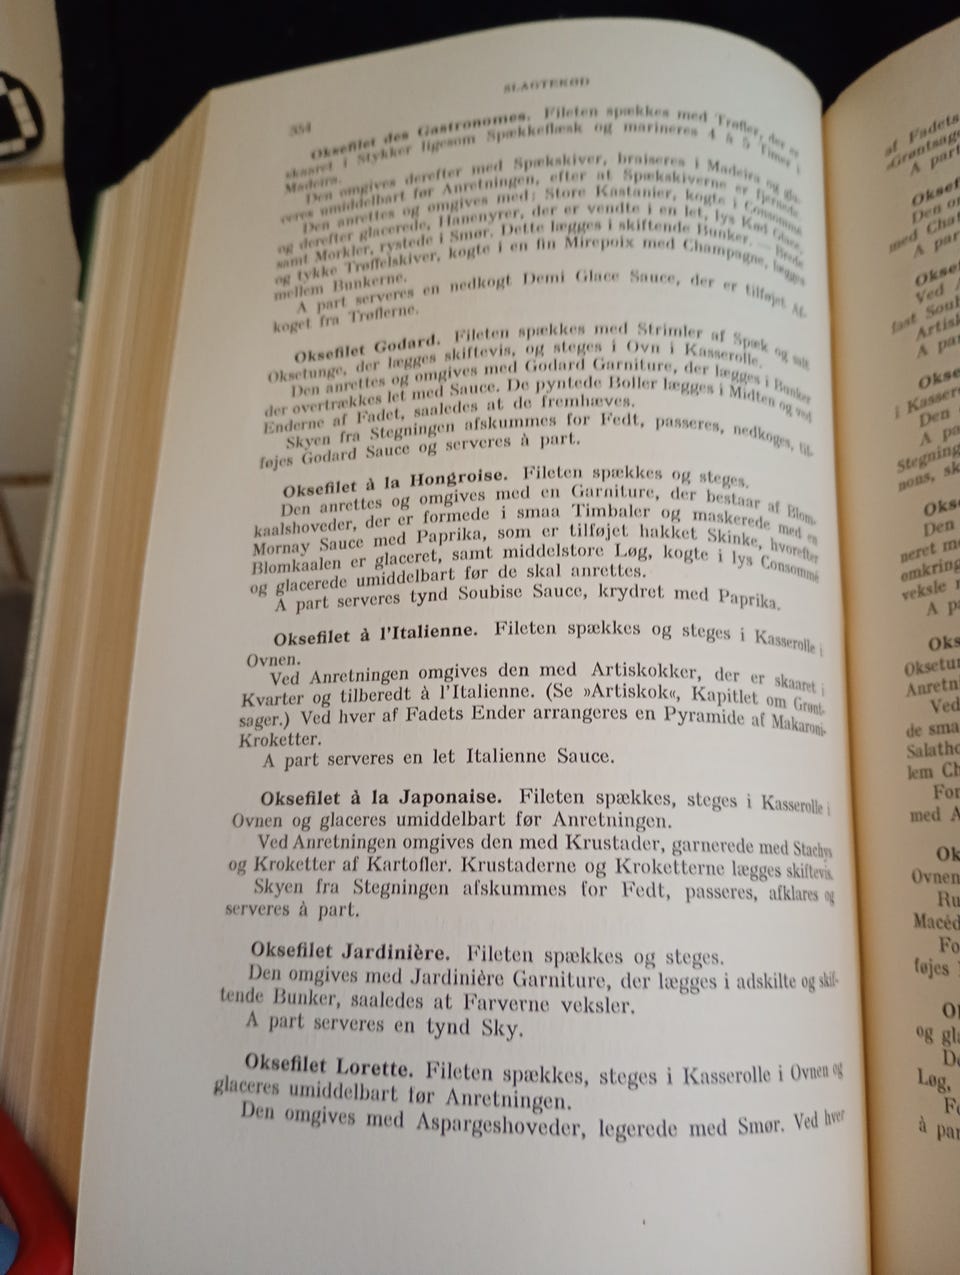 SLAGTEKØD
354
Oksefilet des Gastronomes. Fileten spækkes med Trøfler, der er
skaaret i Stykker ligesom Spækkeflæsk og marineres 4 à 5 Timer i
Madeira.
Den omgives derefter med Spækskiver, braiseres i Madeira og gla-
ceres umiddelbart før Anretningen, efter at Spækskiverne er fjernede.
Den anrettes og omgives med: Store Kastanier, kogte i Consommé
og derefter glacerede, Hanenyrer, der er vendte i en let, lys Kød Glace,
samt Morkler, rystede i Smør. Dette lægges i skiftende Bunker. — Brede
og tykke Trøffelskiver, kogte i en fin Mirepoix med Champagne, lægges
mellem Bunkerne.
A part serveres en nedkogt Demi Glace Sauce, der er tilføjet Af-
koget fra Trøflerne.
Oksefilet Godard. Fileten spækkes med Strimler af Spæk og salt
Oksetunge, der lægges skiftevis, og steges i Ovn i Kasserolle.
Den anrettes og omgives med Godard Garniture, der lægges i Bunker
der overtrækkes let med Sauce. De pyntede Boller lægges i Midten og ved
Enderne af Fadet, saaledes at de fremhæves.
Skyen fra Stegningen afskummes for Fedt, passeres, nedkoges, til-
føjes Godard Sauce og serveres à part.
Oksefilet à la Hongroise. Fileten spækkes og steges.
Den anrettes og omgives med en Garniture, der bestaar af Blom-
kaalshoveder, der er formede i smaa Timbaler og maskerede med en
Mornay Sauce med Paprika, som er tilføjet hakket Skinke, hvorefter
Blomkaalen er glaceret, samt middelstore Løg, kogte i lys Consommé
og glacerede umiddelbart før de skal anrettes.
A part serveres tynd Soubise Sauce, krydret med Paprika.
Oksefilet à l'Italienne. Fileten spækkes og steges i Kasserolle i
Ovnen.
Ved Anretningen omgives den med Artiskokker, der er skaaret i
Kvarter og tilberedt à l'Italienne. (Se »Artiskok«, Kapitlet om Grønt-
sager.) Ved hver af Fadets Ender arrangeres en Pyramide af Makaroni-
Kroketter.
A part serveres en let Italienne Sauce.
Oksefilet à la Japonaise. Fileten spækkes, steges i Kasserolle i
Ovnen og glaceres umiddelbart før Anretningen.
Ved Anretningen omgives den med Krustader, garnerede med Stachys
og Kroketter af Kartofler. Krustaderne og Kroketterne lægges skiftevis.
Skyen fra Stegningen afskummes for Fedt, passeres, afklares og
serveres à part.
Oksefilet Jardinière. Fileten spækkes og steges.
Den omgives med Jardinière Garniture, der lægges i adskilte og skif-
tende Bunker, saaledes at Farverne veksler.
A part serveres en tynd Sky.
Oksefilet Lorette. Fileten spækkes, steges i Kasserolle i Ovnen og
glaceres umiddelbart før Anretningen.
Den omgives med Aspargeshoveder, legerede med Smør. Ved hver